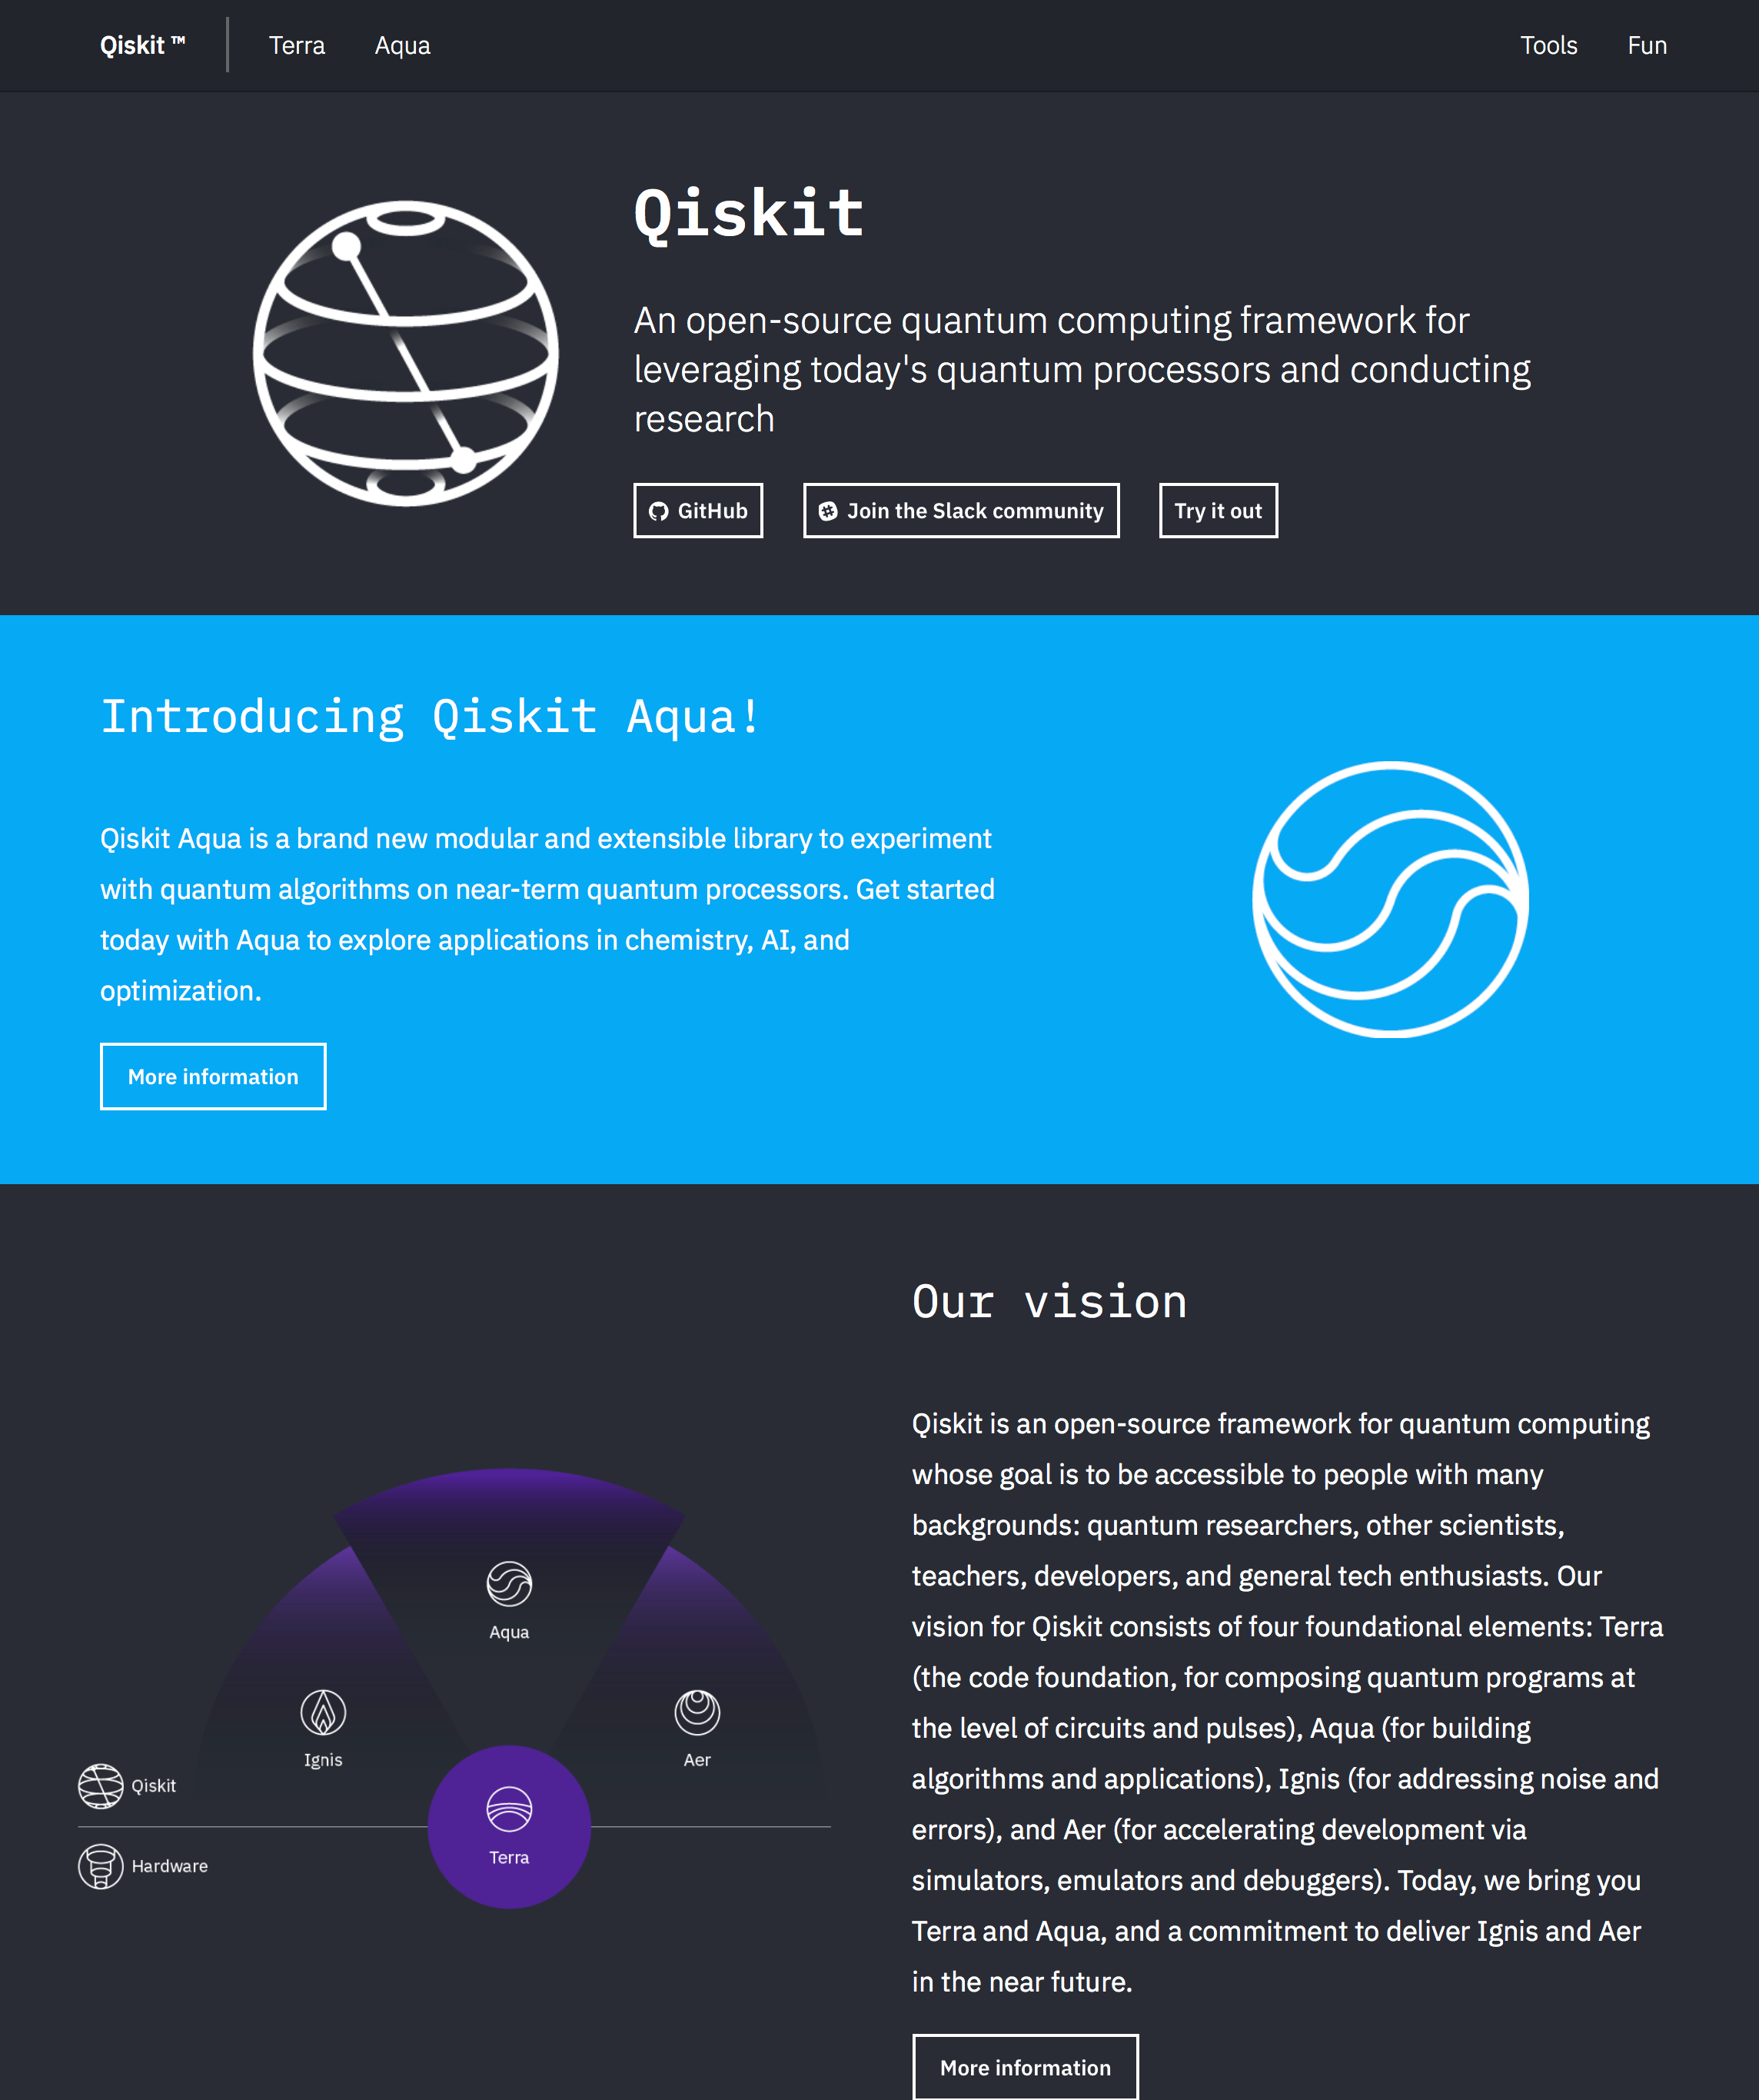 Qiskit ™
Terra
Aqua
Tools
Fun
Qiskit
An open-source quantum computing framework for
leveraging today's quantum processors and conducting
research
GitHub
Join the Slack community
Try it out
Introducing Qiskit Aqua!
Qiskit Aqua is a brand new modular and extensible library to experiment
with quantum algorithms on near-term quantum processors. Get started
today with Aqua to explore applications in chemistry, AI, and
optimization.
More information
Aqua
Ignis
Aer
Qiskit
Terra
Hardware
Our vision
Qiskit is an open-source framework for quantum computing
whose goal is to be accessible to people with many
backgrounds: quantum researchers, other scientists,
teachers, developers, and general tech enthusiasts. Our
vision for Qiskit consists of four foundational elements: Terra
(the code foundation, for composing quantum programs at
the level of circuits and pulses), Aqua (for building
algorithms and applications), Ignis (for addressing noise and
errors), and Aer (for accelerating development via
simulators, emulators and debuggers). Today, we bring you
Terra and Aqua, and a commitment to deliver Ignis and Aer
in the near future.
More information